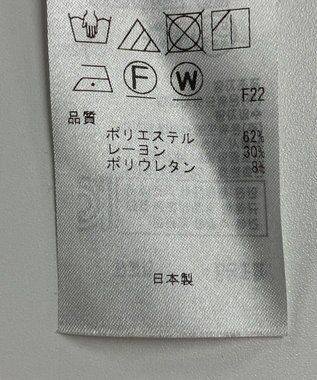 F
W
F22
品質
ポリエステル 62%
レーヨン 30%
ポリウレタン 8%
日本製